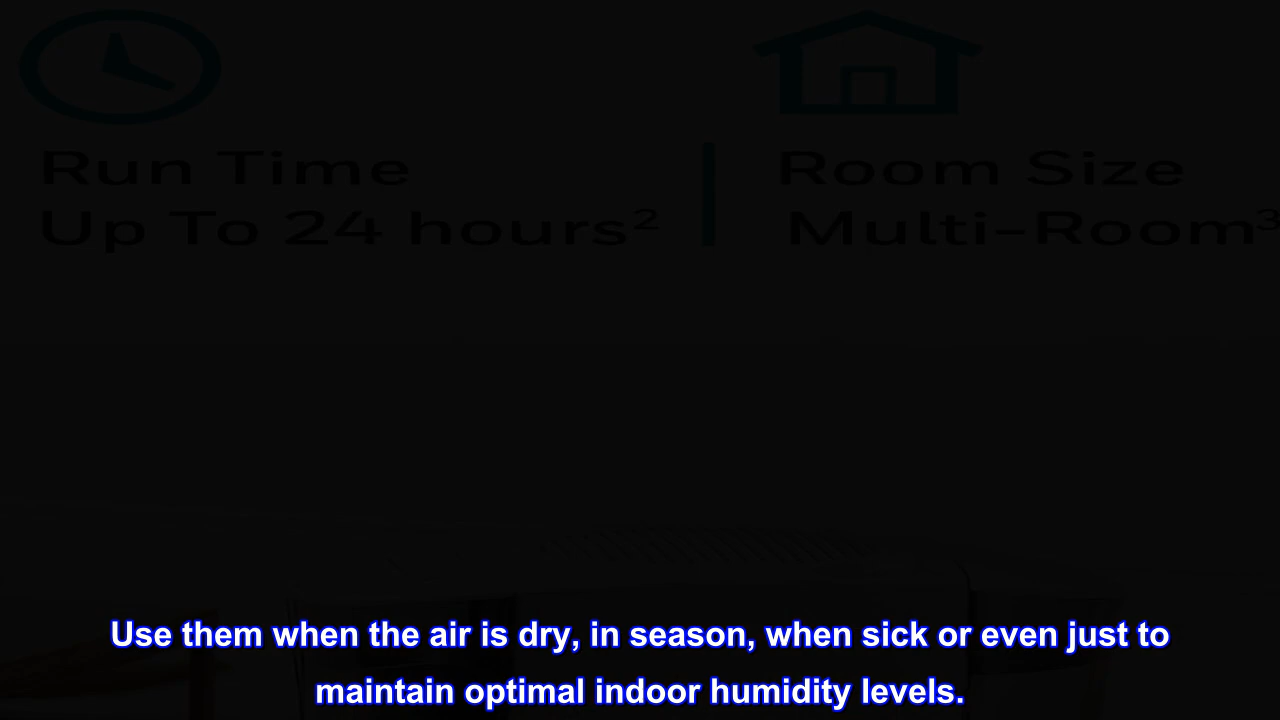 Run Time
Up To 24 hours²
Room Size
Multi-Room³
Use them when the air is dry, in season, when sick or even just to
maintain optimal indoor humidity levels.